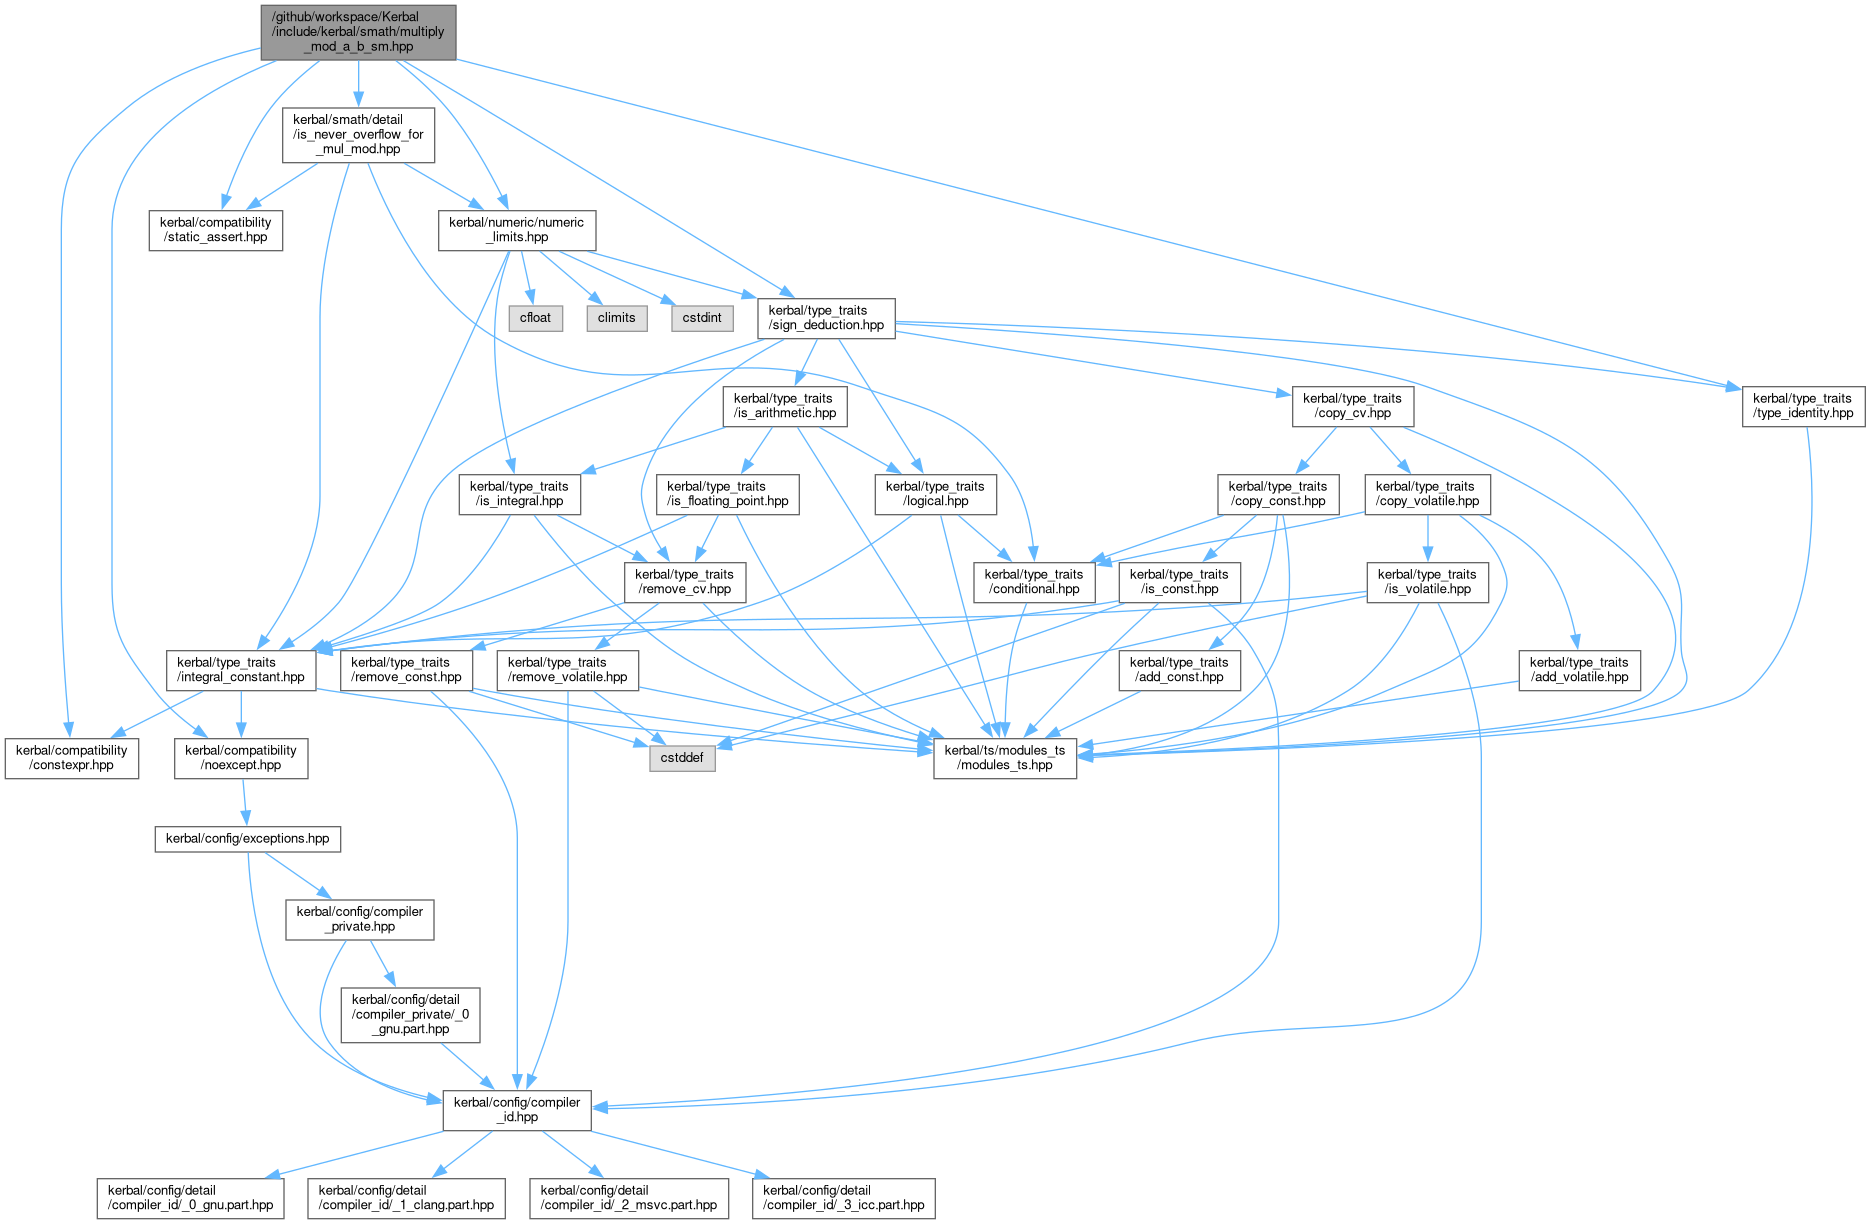 /github/workspace/Kerbal
/include/kerbal/smath/multiply
_mod_a_b_sm.hpp
kerbal/smath/detail
/is_never_overflow_for
_mul_mod.hpp
kerbal/compatibility
/static_assert.hpp
kerbal/numeric/numeric
_limits.hpp
cfloat
climits
cstdint
kerbal/type_traits
/sign_deduction.hpp
kerbal/type_traits
/is_arithmetic.hpp
kerbal/type_traits
/copy_cv.hpp
kerbal/type_traits
/type_identity.hpp
kerbal/type_traits
/is_integral.hpp
kerbal/type_traits
/is_floating_point.hpp
kerbal/type_traits
/logical.hpp
kerbal/type_traits
/copy_const.hpp
kerbal/type_traits
/copy_volatile.hpp
kerbal/type_traits
/remove_cv.hpp
kerbal/type_traits
/conditional.hpp
kerbal/type_traits
/is_const.hpp
kerbal/type_traits
/is_volatile.hpp
kerbal/type_traits
/integral_constant.hpp
kerbal/type_traits
/remove_const.hpp
kerbal/type_traits
/remove_volatile.hpp
kerbal/type_traits
/add_const.hpp
kerbal/type_traits
/add_volatile.hpp
kerbal/compatibility
/constexpr.hpp
kerbal/compatibility
/noexcept.hpp
cstddef
kerbal/ts/modules_ts
/modules_ts.hpp
kerbal/config/exceptions.hpp
kerbal/config/compiler
_private.hpp
kerbal/config/detail
/compiler_private/_0
_gnu.part.hpp
kerbal/config/compiler
_id.hpp
kerbal/config/detail
/compiler_id/_0_gnu.part.hpp
kerbal/config/detail
/compiler_id/_1_clang.part.hpp
kerbal/config/detail
/compiler_id/_2_msvc.part.hpp
kerbal/config/detail
/compiler_id/_3_icc.part.hpp